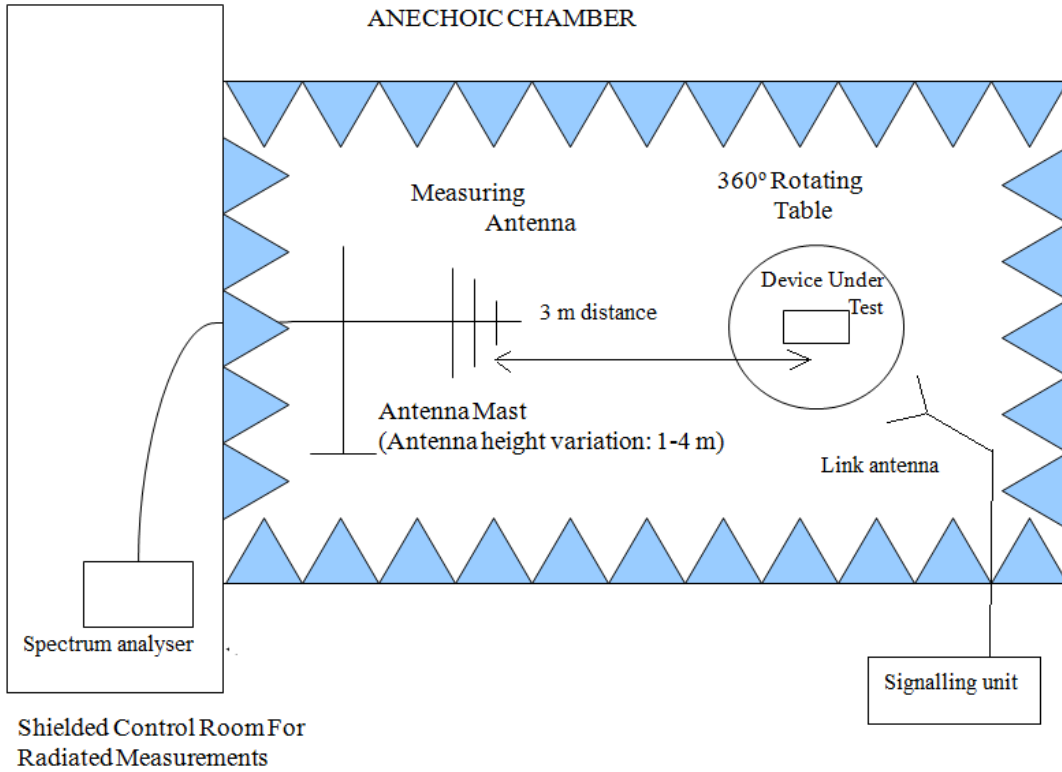 ANECHOIC CHAMBER
Measuring
Antenna
360º Rotating
Table
Device Under
Test
3 m distance
Antenna Mast
(Antenna height variation: 1-4 m)
Link antenna
Spectrum analyser
Signalling unit
Shielded Control Room For
Radiated Measurements